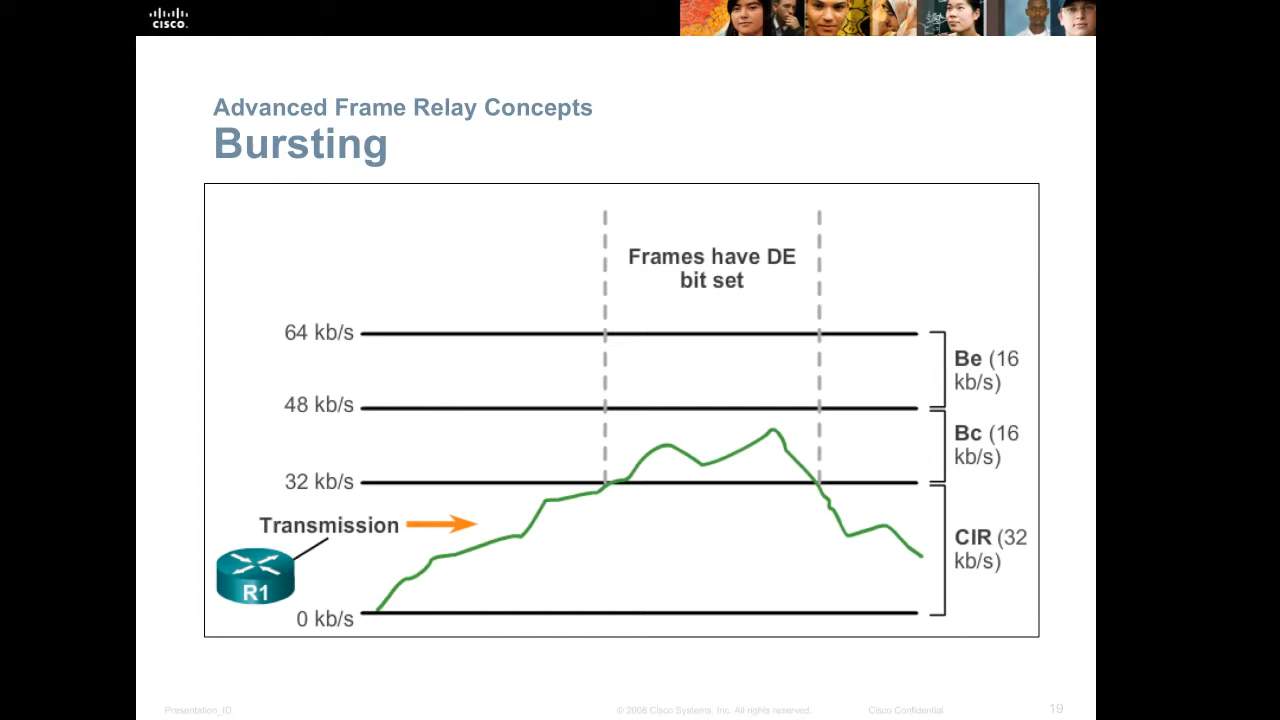 CISCO.
Advanced Frame Relay Concepts
Bursting
Frames have DE
bit set
64 kb/s
Be (16
kb/s)
48 kb/s
Bc (16
kb/s)
32 kb/s
Transmission
CIR (32
kb/s)
R1
0 kb/s
Presentation_ID
© 2008 Cisco Systems, Inc. All rights reserved.
Cisco Confidential
19